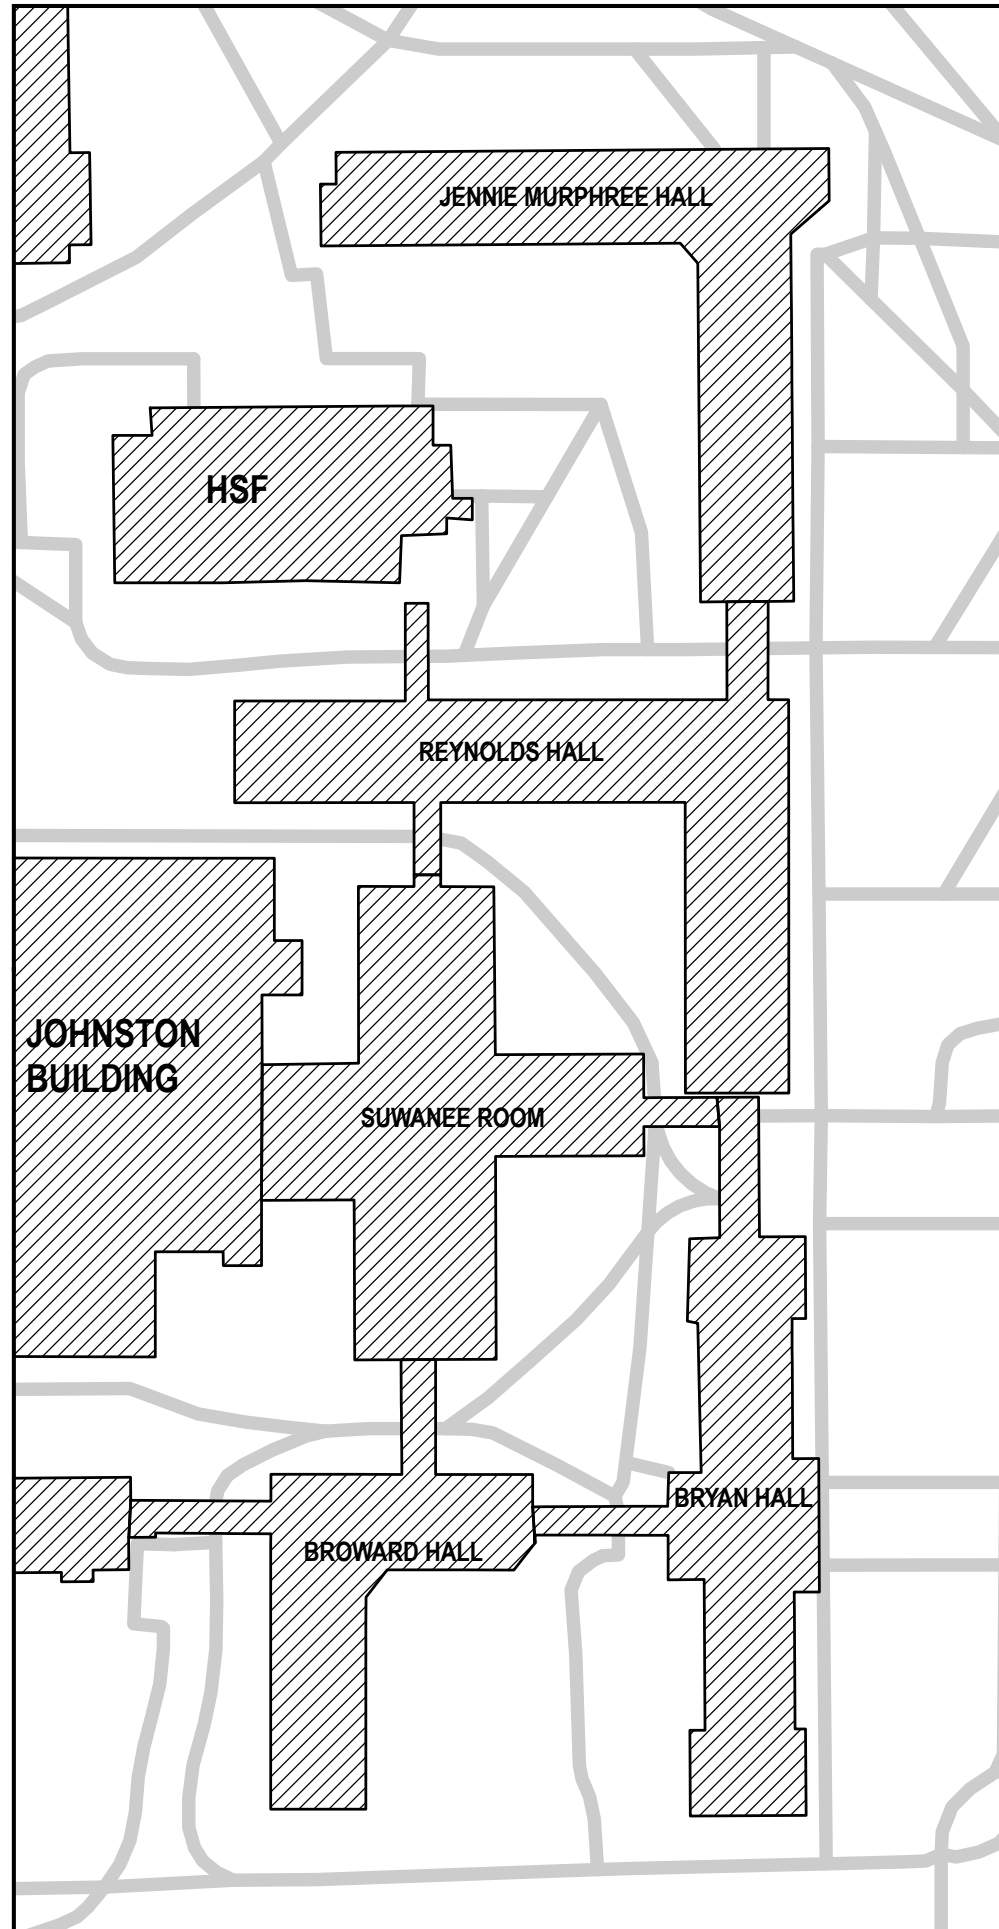 JENNIE MURPHREE HALL
HSF
REYNOLDS HALL
JOHNSTON
BUILDING
SUWANEE ROOM
BRYAN HALL
BROWARD HALL